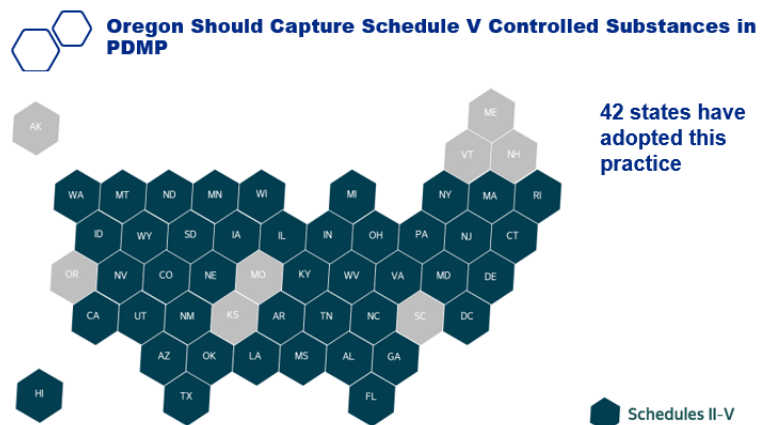 Oregon Should Capture Schedule V Controlled Substances in
PDMP
42 states have
adopted this
practice
AK
ME
VT NH
WA MT ND MN WI MI NY MA RI
ID WY SD IA IL IN OH PA NJ CT
OR NV CO NE MO KY WV VA MD DE
CA UT NM KS AR TN NC SC DC
AZ OK LA MS AL GA
HI TX FL
Schedules II-V